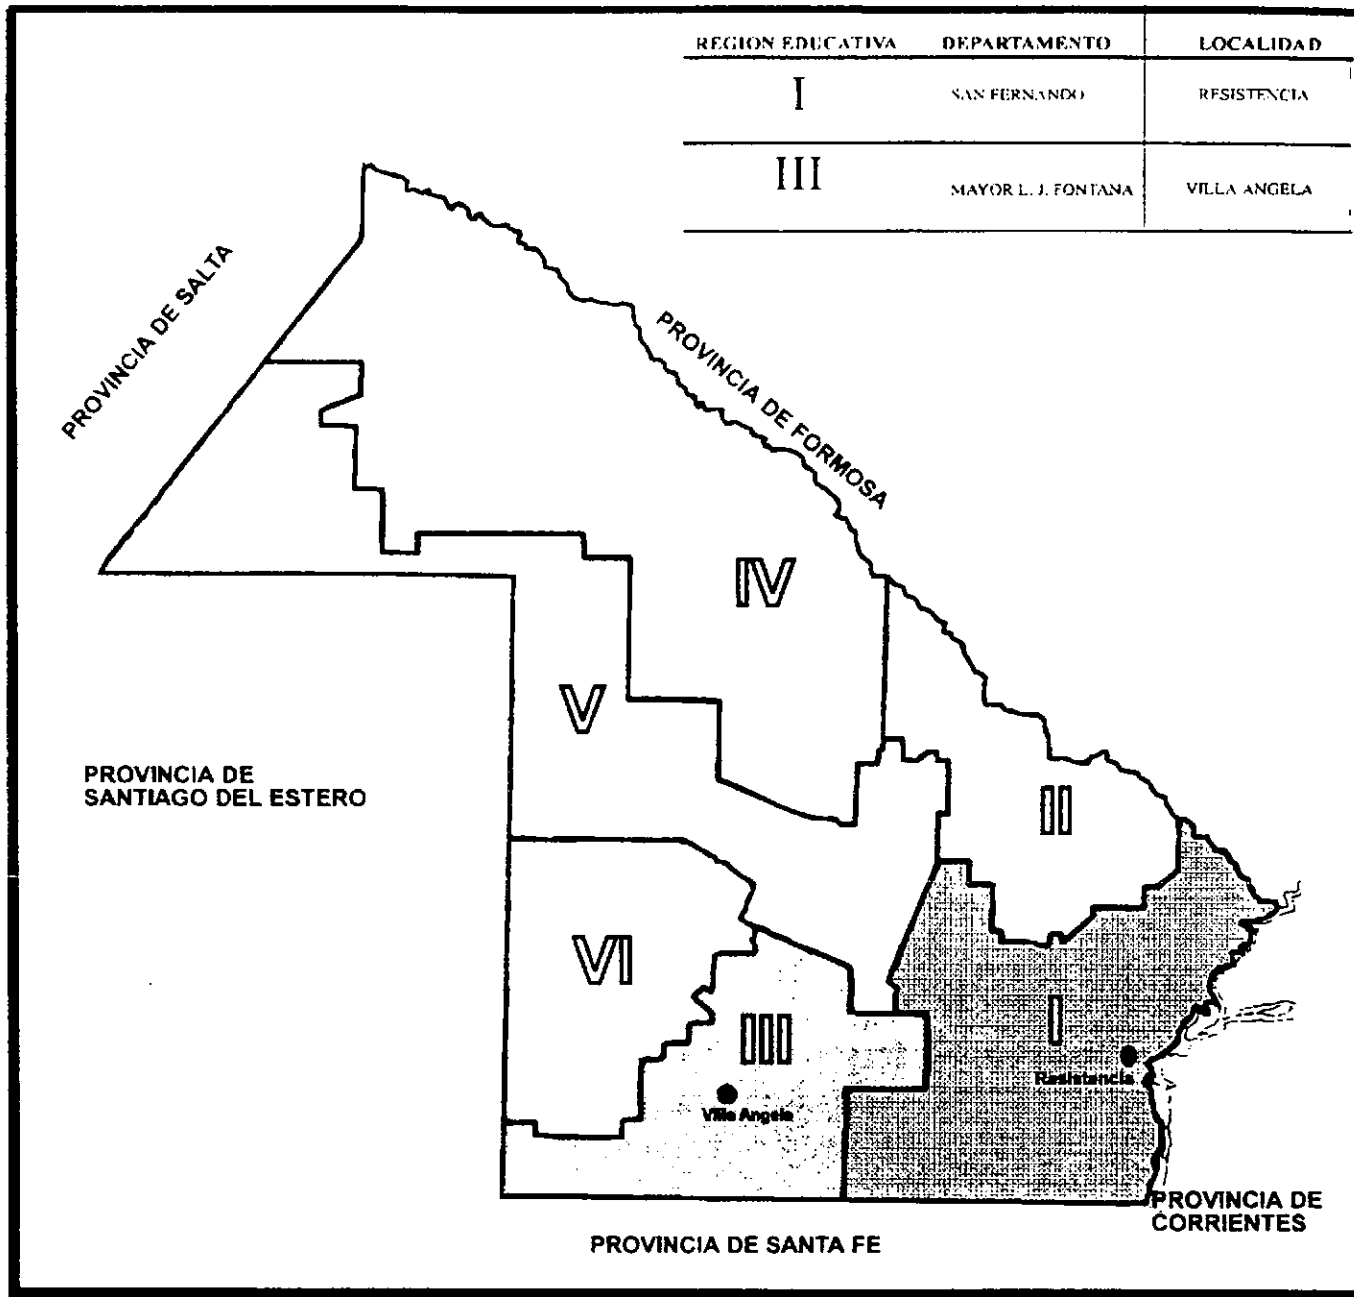 REGION EDUCATIVA DEPARTAMENTO LOCALIDAD
I SAN FERNANDO RESISTENCIA
III MAYOR L. J. FONTANA VILLA ANGELA
PROVINCIA DE SALTA
PROVINCIA DE FORMOSA
IV
V
PROVINCIA DE
SANTIAGO DEL ESTERO
II
VI
III
I
Resistencia
Villa Angela
PROVINCIA DE
CORRIENTES
PROVINCIA DE SANTA FE